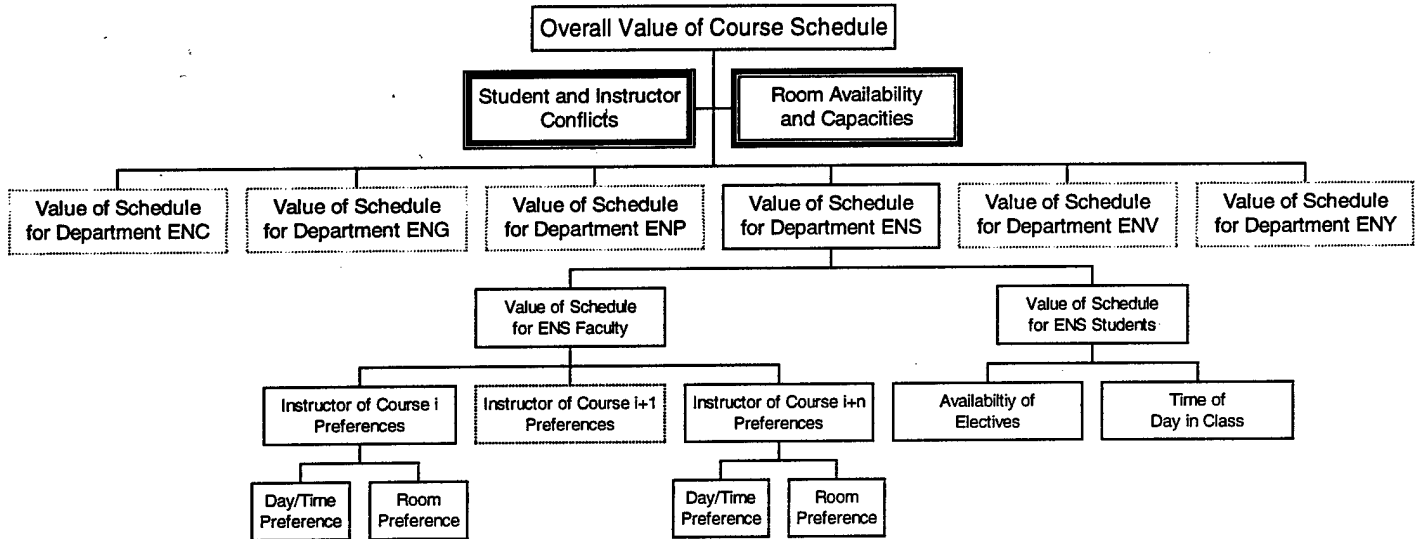 Overall Value of Course Schedule
Student and Instructor
Conflicts
Room Availability
and Capacities
Value of Schedule
for Department ENC
Value of Schedule
for Department ENG
Value of Schedule
for Department ENP
Value of Schedule
for Department ENS
Value of Schedule
for Department ENV
Value of Schedule
for Department ENY
Value of Schedule
for ENS Faculty
Value of Schedule
for ENS Students
Instructor of Course i
Preferences
Instructor of Course i+1
Preferences
Instructor of Course i+n
Preferences
Availabiltiy of
Electives
Time of
Day in Class
Day/Time
Preference
Room
Preference
Day/Time
Preference
Room
Preference